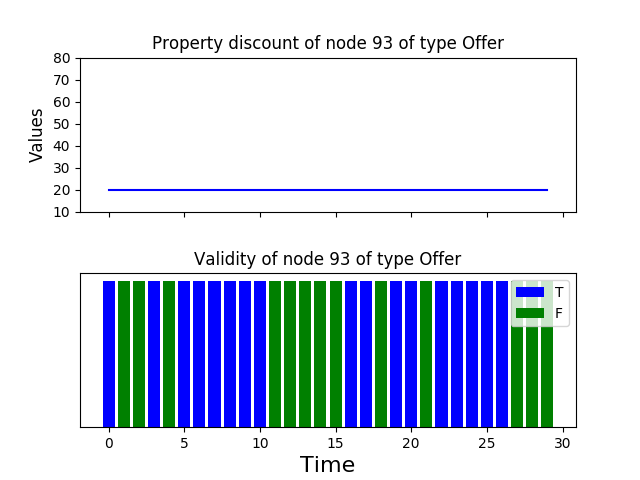 Property discount of node 93 of type Offer
80
70
60
50
40
30
20
10
Values
Validity of node 93 of type Offer
T
F
0 5 10 15 20 25 30
Time